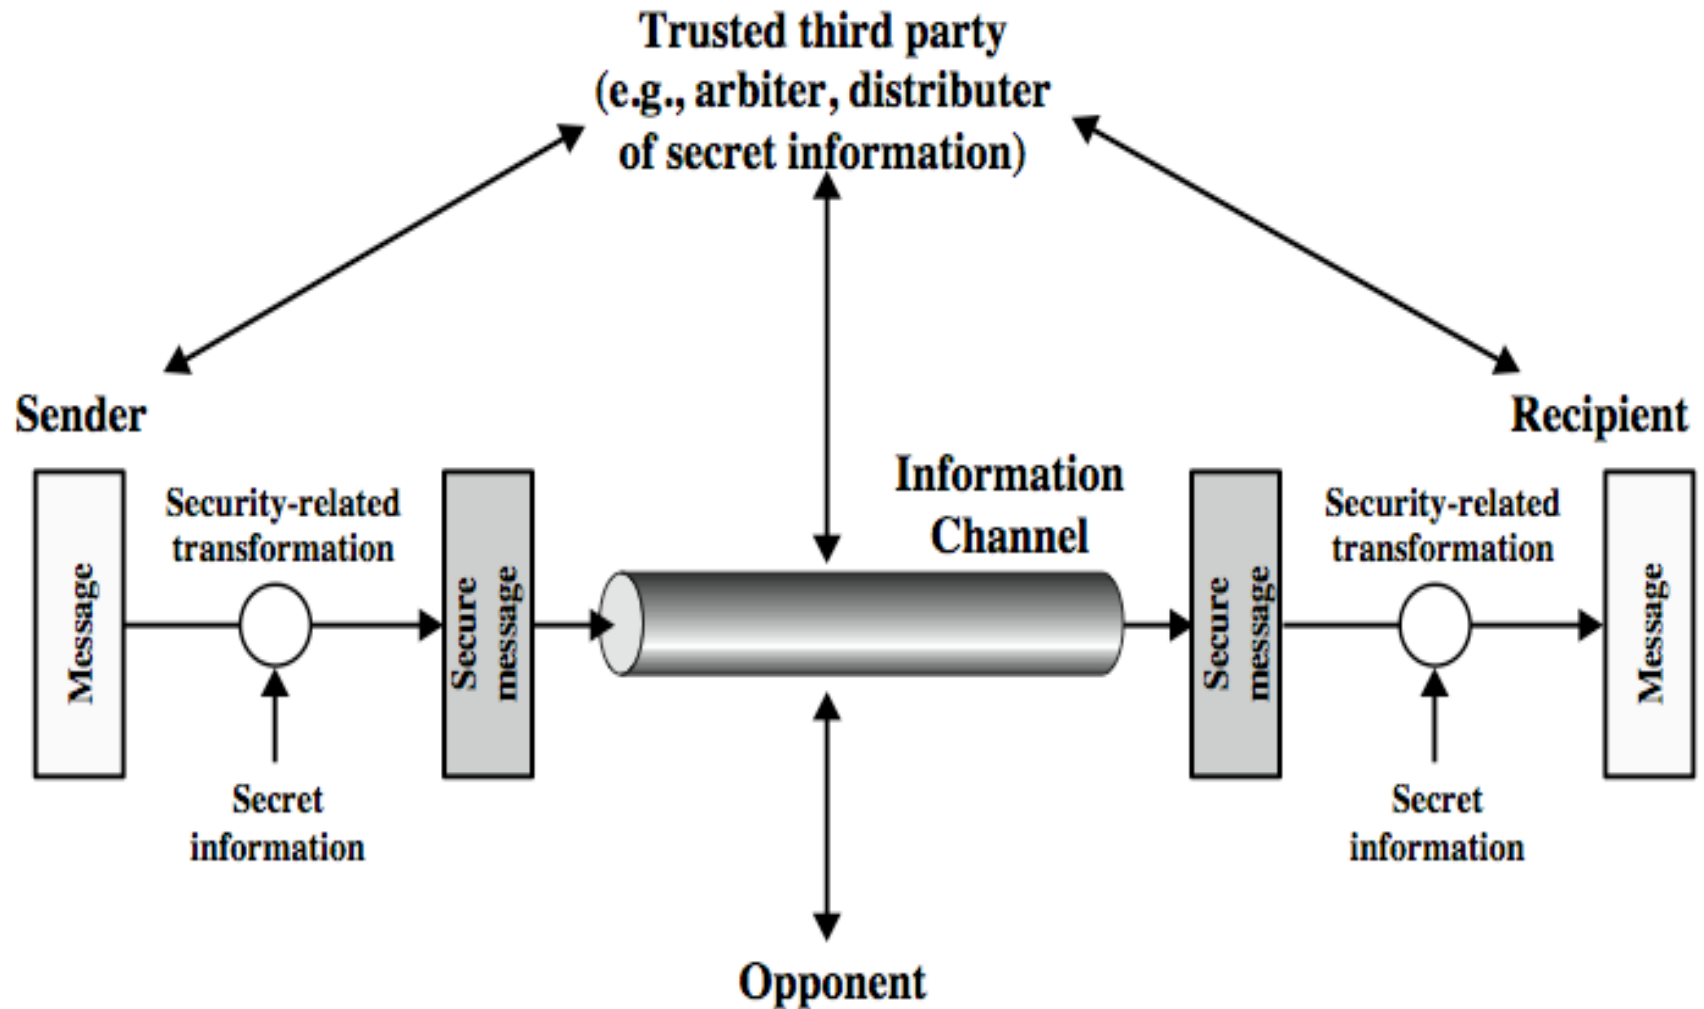 Trusted third party
(e.g., arbiter, distributer
of secret information)
Sender
Recipient
Information
Channel
Security-related
transformation
Security-related
transformation
Message
Secure
message
Secure
message
Message
Secret
information
Secret
information
Opponent